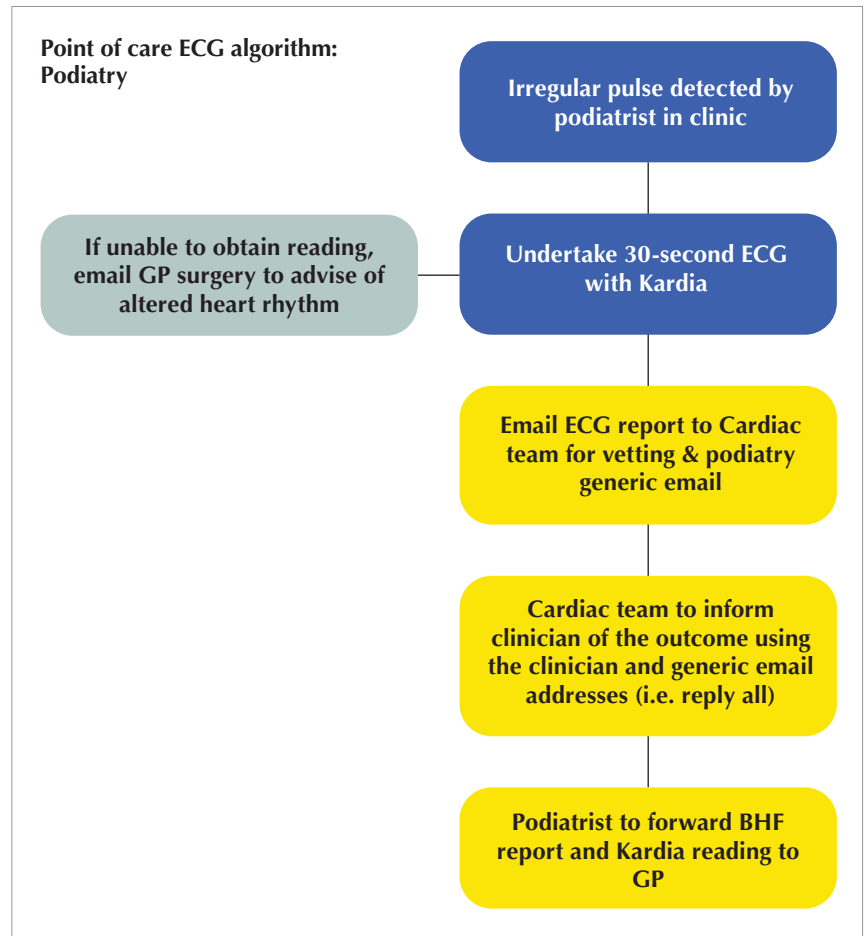 Point of care ECG algorithm:
Podiatry
Irregular pulse detected by
podiatrist in clinic
If unable to obtain reading,
email GP surgery to advise of
altered heart rhythm
Undertake 30-second ECG
with Kardia
Email ECG report to Cardiac
team for vetting & podiatry
generic email
Cardiac team to inform
clinician of the outcome using
the clinician and generic email
addresses (i.e. reply all)
Podiatrist to forward BHF
report and Kardia reading to
GP